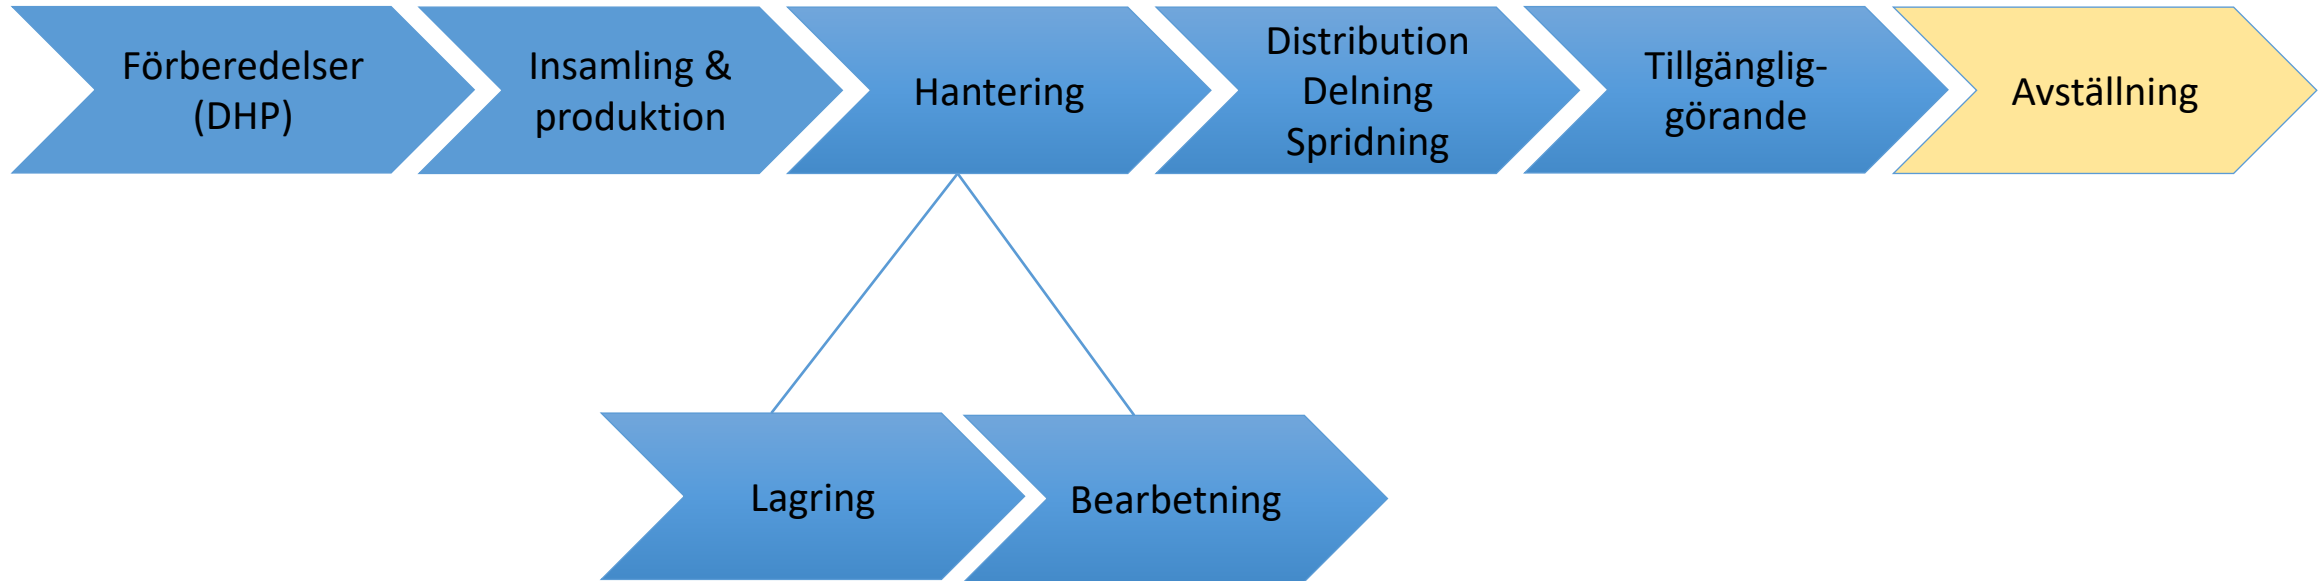 Förberedelser
(DHP)
Insamling &
produktion
Hantering
Distribution
Delning
Spridning
Tillgänglig-
görande
Avställning
Lagring
Bearbetning